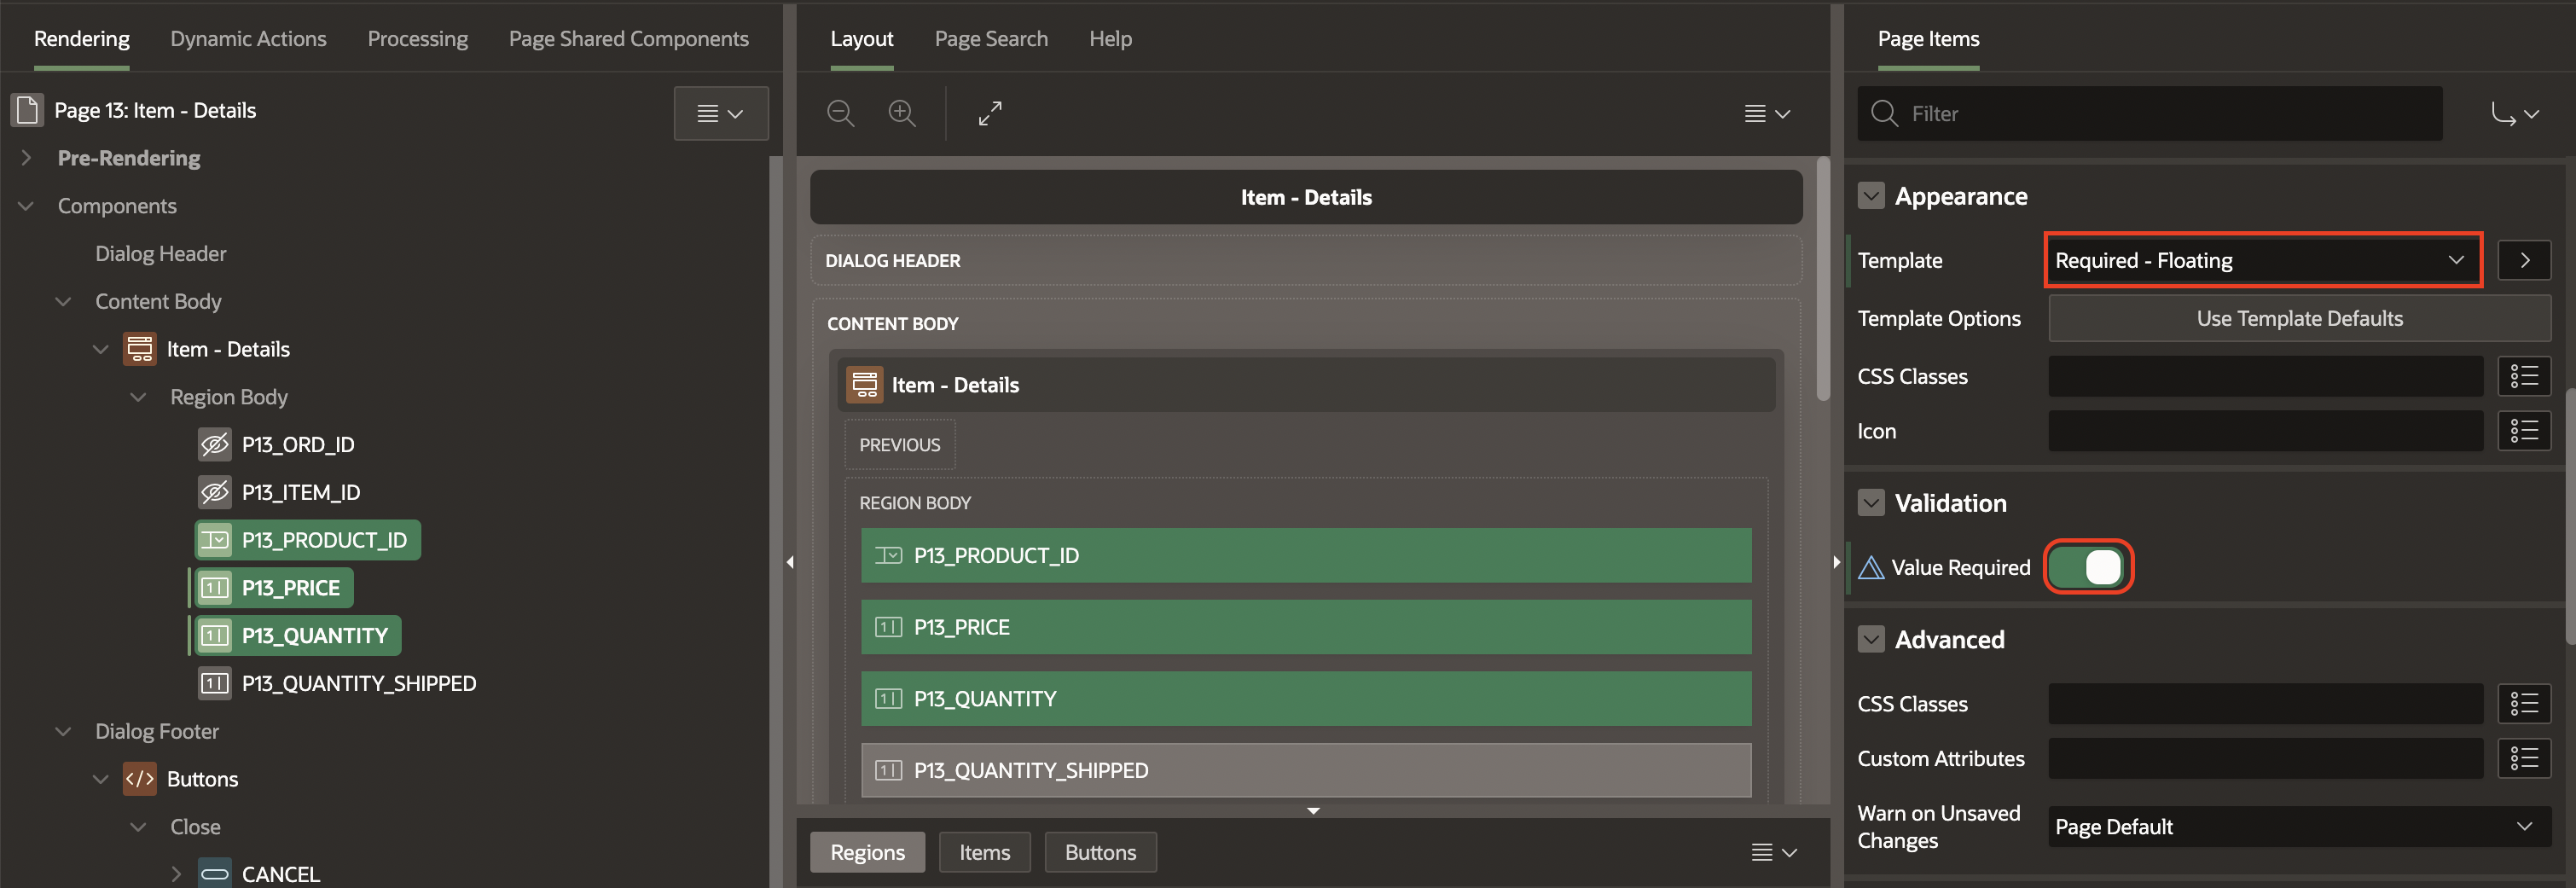 Rendering
Dynamic Actions
Processing
Page Shared Components
Page 13: Item - Details
Pre-Rendering
Components
Dialog Header
Content Body
Item - Details
Region Body
P13_ORD_ID
P13_ITEM_ID
P13_PRODUCT_ID
P13_PRICE
P13_QUANTITY
P13_QUANTITY_SHIPPED
Dialog Footer
Buttons
Close
CANCEL
Layout
Page Search
Help
Item - Details
DIALOG HEADER
CONTENT BODY
Item - Details
PREVIOUS
REGION BODY
P13_PRODUCT_ID
P13_PRICE
P13_QUANTITY
P13_QUANTITY_SHIPPED
Regions
Items
Buttons
Page Items
Filter
Appearance
Template
Required - Floating
Template Options
Use Template Defaults
CSS Classes
Icon
Validation
Value Required
Advanced
CSS Classes
Custom Attributes
Warn on Unsaved
Changes
Page Default